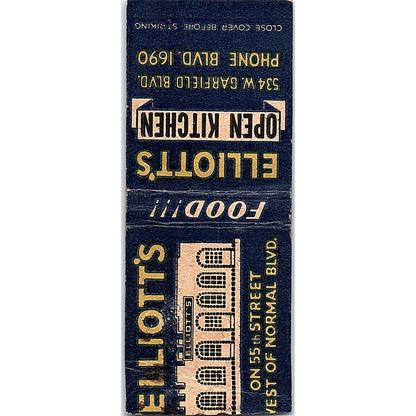 ELLIOTT'S
OPEN KITCHEN
534 W. GARFIELD BLVD.
PHONE BLVD. 1690
CLOSE COVER BEFORE STRIKING
FOOD!!!
ELLIOTT'S
ELLIOTT'S
ON 55th STREET
WEST OF NORMAL BLVD.